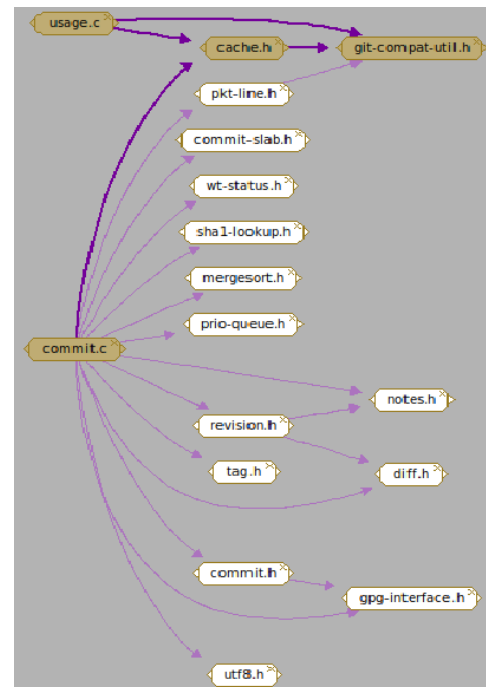 usage.c
cache.h
git-compat-util.h
pkt-line.h
commit-slab.h
wt-status.h
sha1-lookup.h
mergesort.h
prio-queue.h
commit.c
notes.h
revision.h
tag.h
diff.h
commit.h
gpg-interface.h
utf8.h